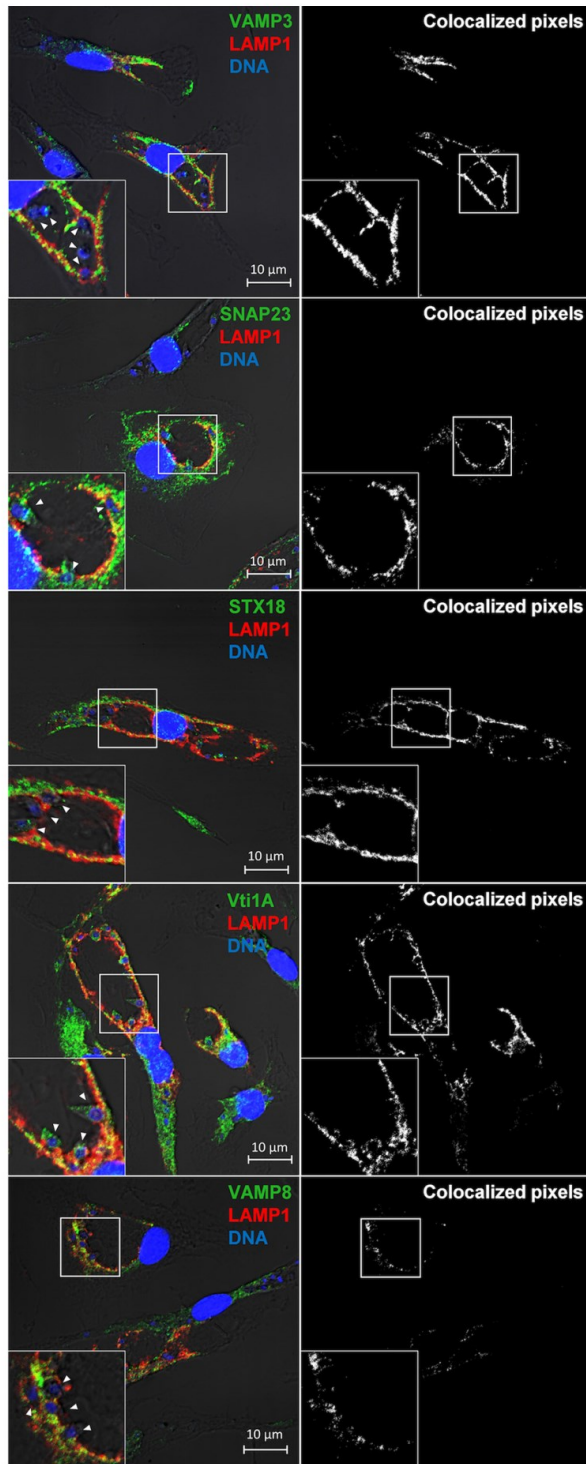 VAMP3
LAMP1
DNA
10 µm
Colocalized pixels
SNAP23
LAMP1
DNA
10 µm
Colocalized pixels
STX18
LAMP1
DNA
10 µm
Colocalized pixels
Vti1A
LAMP1
DNA
10 µm
Colocalized pixels
VAMP8
LAMP1
DNA
10 µm
Colocalized pixels